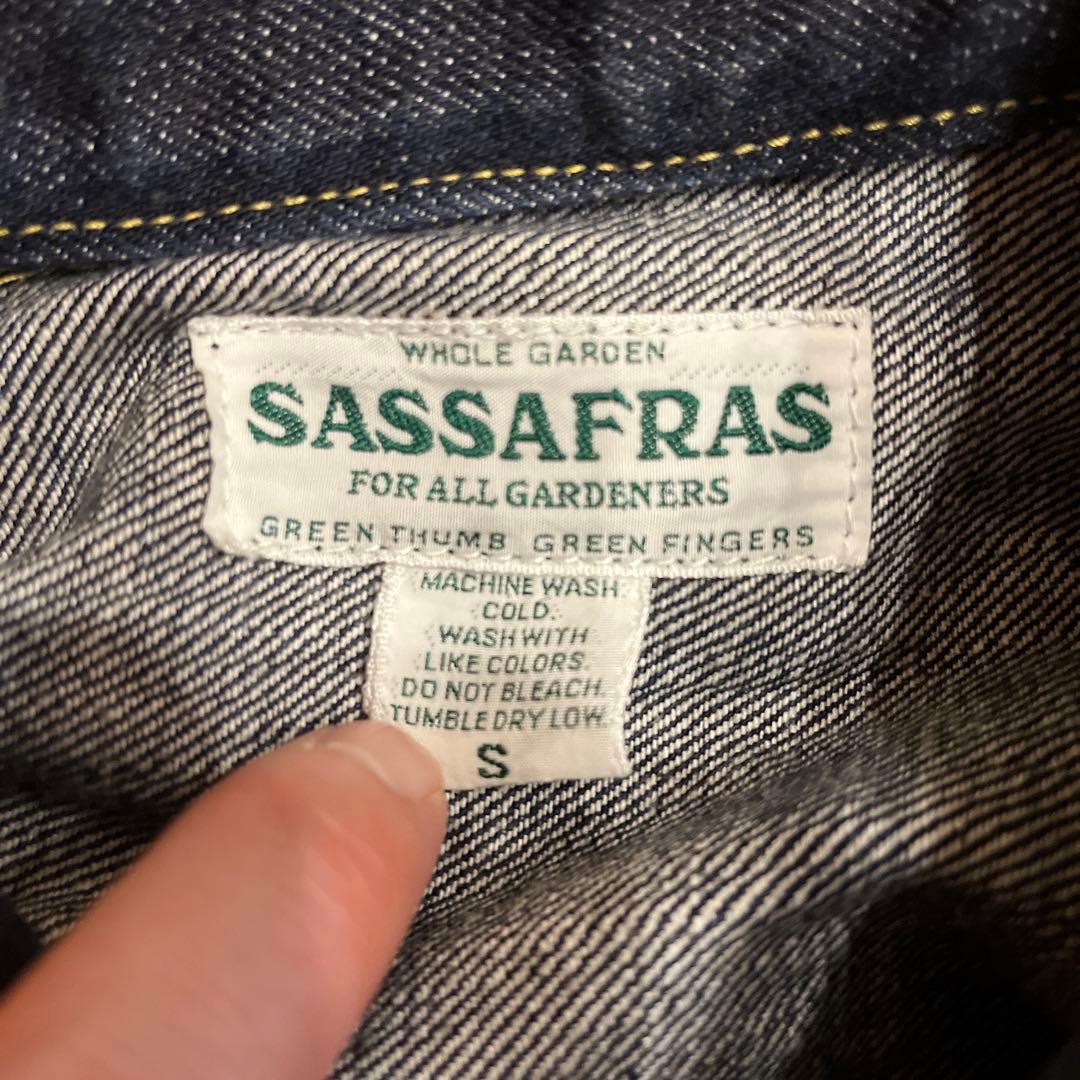 WHOLE GARDEN
SASSAFRAS
FOR ALL GARDENERS
GREEN THUMB GREEN FINGERS
MACHINE WASH
COLD.
WASH WITH
LIKE COLORS.
DO NOT BLEACH.
TUMBLE DRY LOW.
S